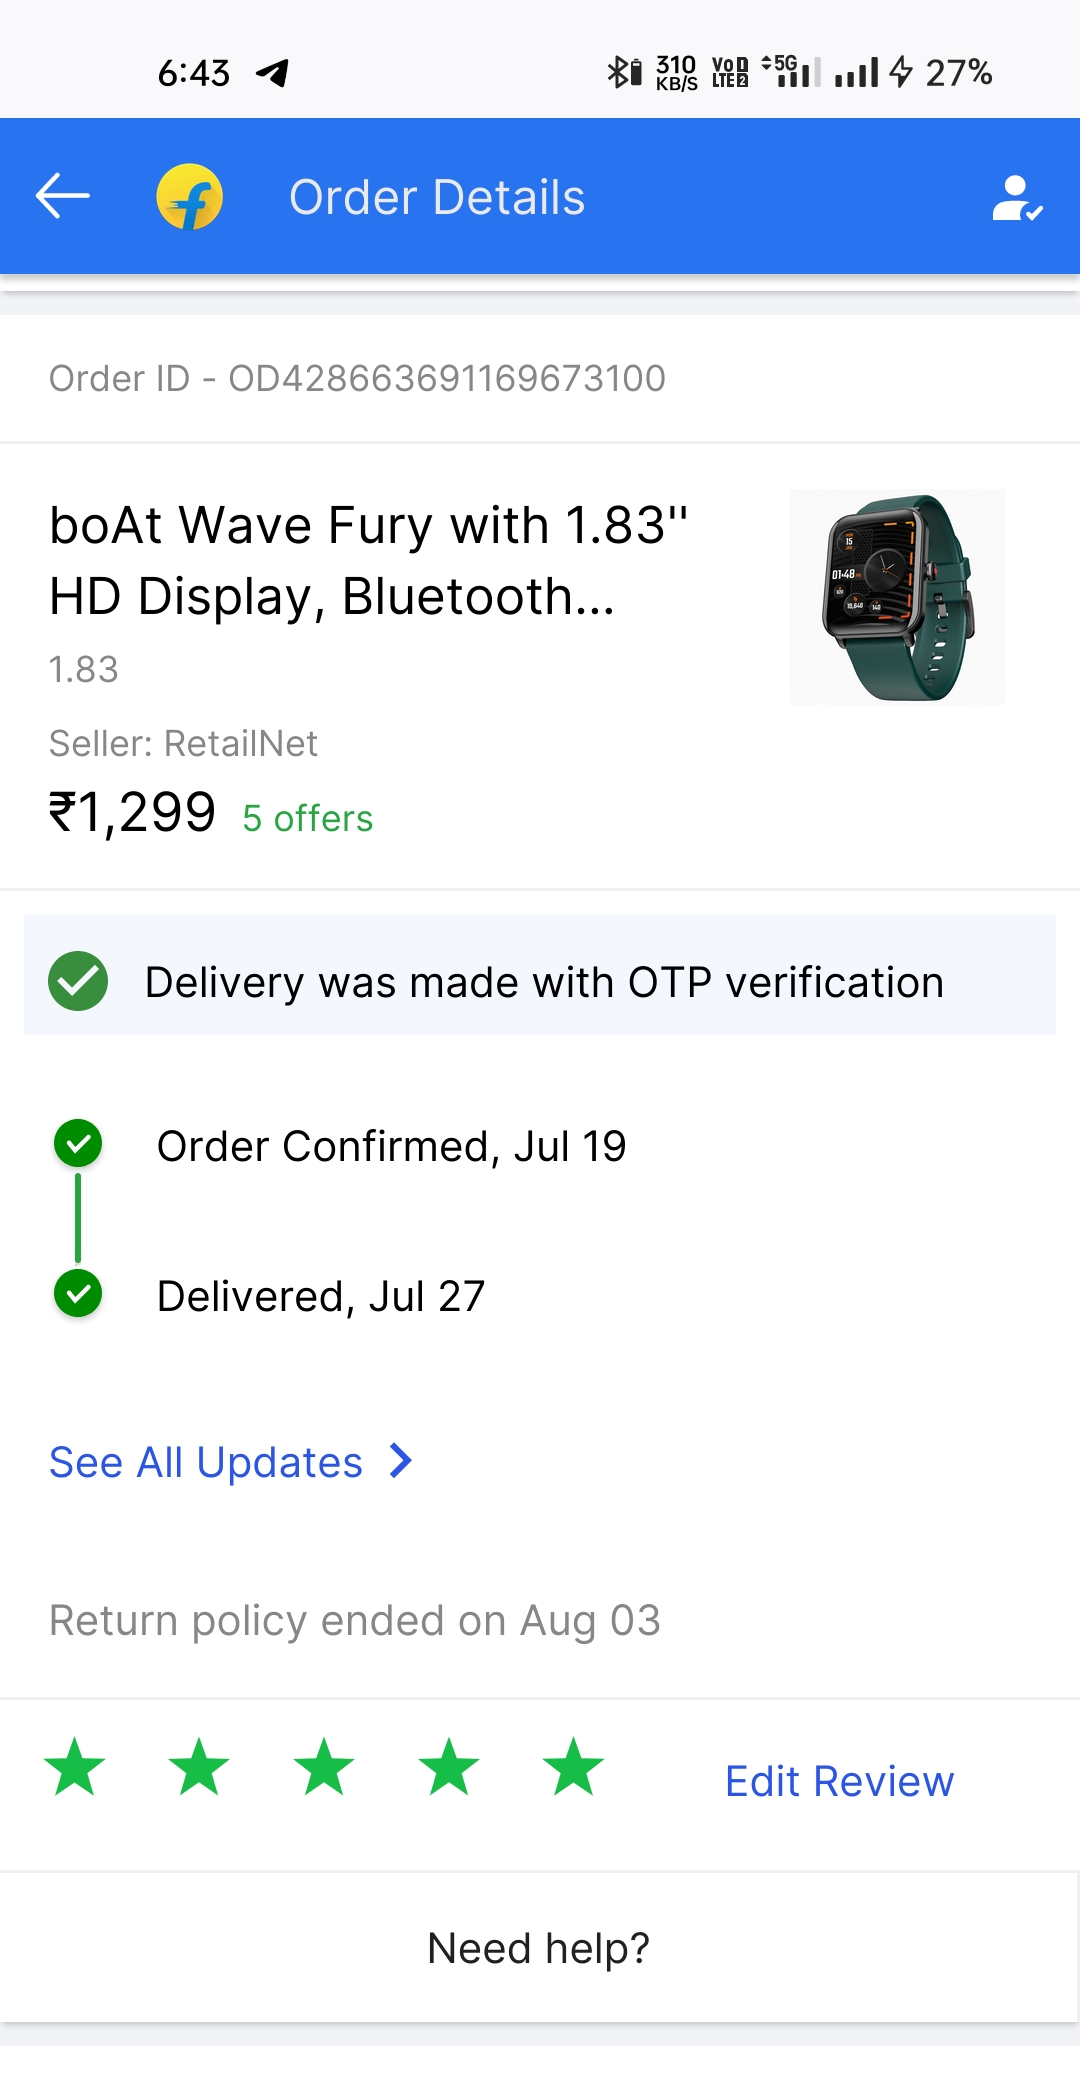 6:43 310 KB/S VoLTE2 5G 27%
Order Details
Order ID - OD428663691169673100
boAt Wave Fury with 1.83"
HD Display, Bluetooth...
1.83
Seller: RetailNet
₹1,299 5 offers
Delivery was made with OTP verification
Order Confirmed, Jul 19
Delivered, Jul 27
See All Updates
Return policy ended on Aug 03
Edit Review
Need help?